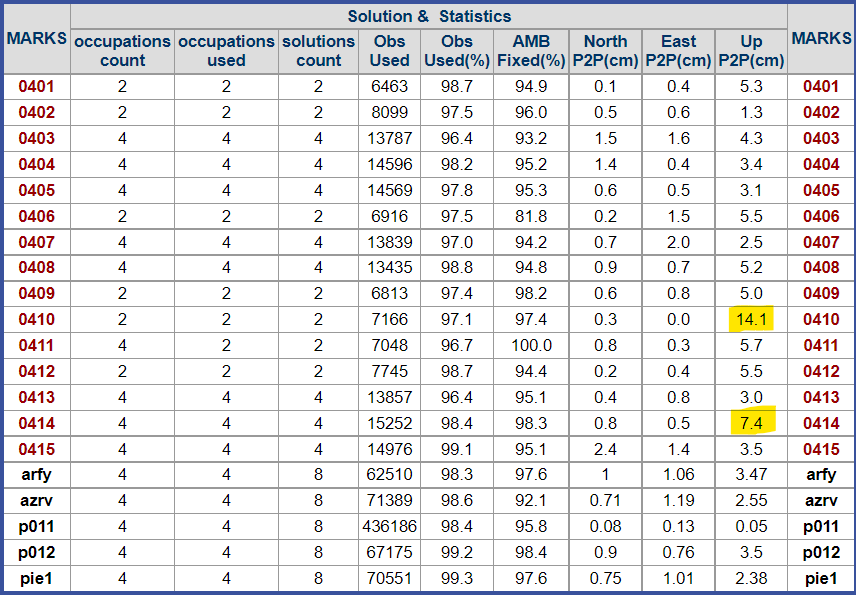 MARKS Solution & Statistics MARKS
occupations count occupations used solutions count Obs Used Obs Used(%) AMB Fixed(%) North P2P(cm) East P2P(cm) Up P2P(cm)
0401 2 2 2 6463 98.7 94.9 0.1 0.4 5.3 0401
0402 2 2 2 8099 97.5 96.0 0.5 0.6 1.3 0402
0403 4 4 4 13787 96.4 93.2 1.5 1.6 4.3 0403
0404 4 4 4 14596 98.2 95.2 1.4 0.4 3.4 0404
0405 4 4 4 14569 97.8 95.3 0.6 0.5 3.1 0405
0406 2 2 2 6916 97.5 81.8 0.2 1.5 5.5 0406
0407 4 4 4 13839 97.0 94.2 0.7 2.0 2.5 0407
0408 4 4 4 13435 98.8 94.8 0.9 0.7 5.2 0408
0409 2 2 2 6813 97.4 98.2 0.6 0.8 5.0 0409
0410 2 2 2 7166 97.1 97.4 0.3 0.0 14.1 0410
0411 4 2 2 7048 96.7 100.0 0.8 0.3 5.7 0411
0412 2 2 2 7745 98.7 94.4 0.2 0.4 5.5 0412
0413 4 4 4 13857 96.4 95.1 0.4 0.8 3.0 0413
0414 4 4 4 15252 98.4 98.3 0.8 0.5 7.4 0414
0415 4 4 4 14976 99.1 95.1 2.4 1.4 3.5 0415
arfy 4 4 8 62510 98.3 97.6 1 1.06 3.47 arfy
azrv 4 4 8 71389 98.6 92.1 0.71 1.19 2.55 azrv
p011 4 4 8 436186 98.4 95.8 0.08 0.13 0.05 p011
p012 4 4 8 67175 99.2 98.4 0.9 0.76 3.5 p012
pie1 4 4 8 70551 99.3 97.6 0.75 1.01 2.38 pie1